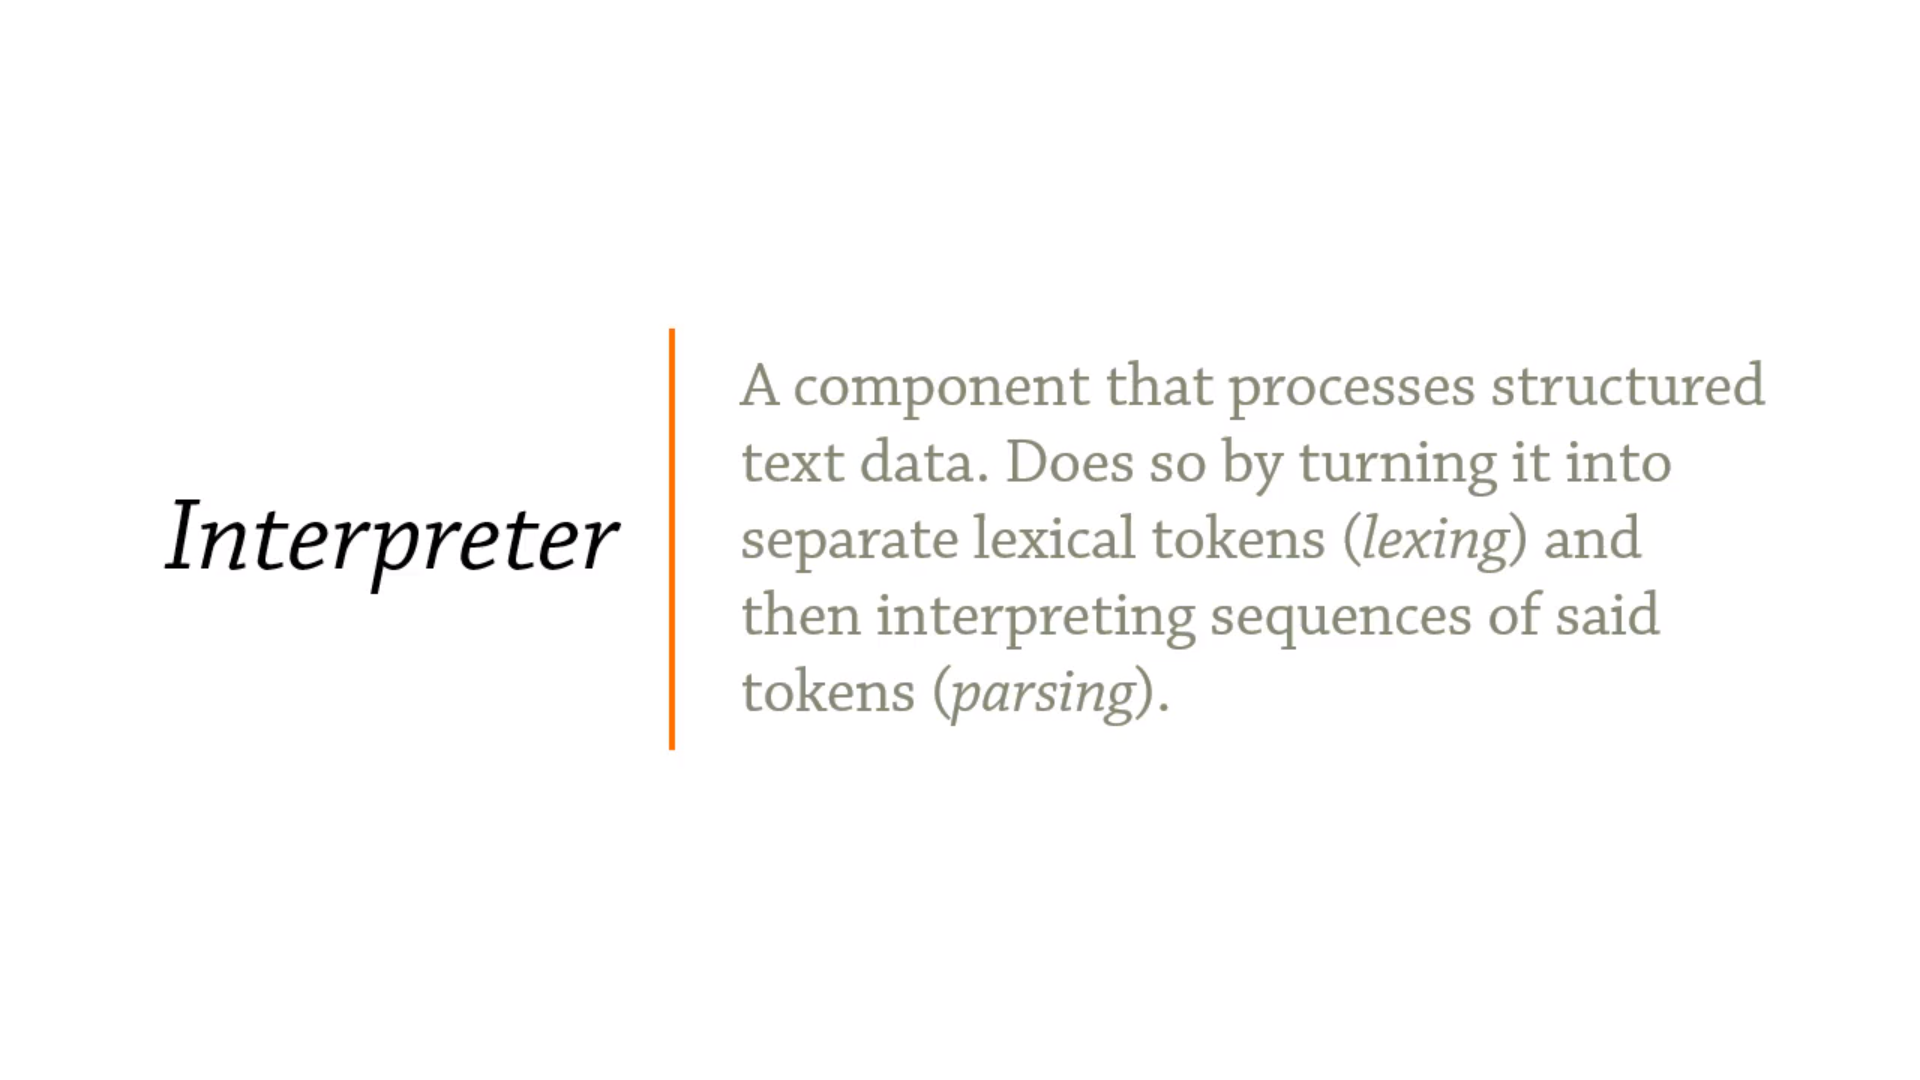 Interpreter
A component that processes structured
text data. Does so by turning it into
separate lexical tokens (lexing) and
then interpreting sequences of said
tokens (parsing).